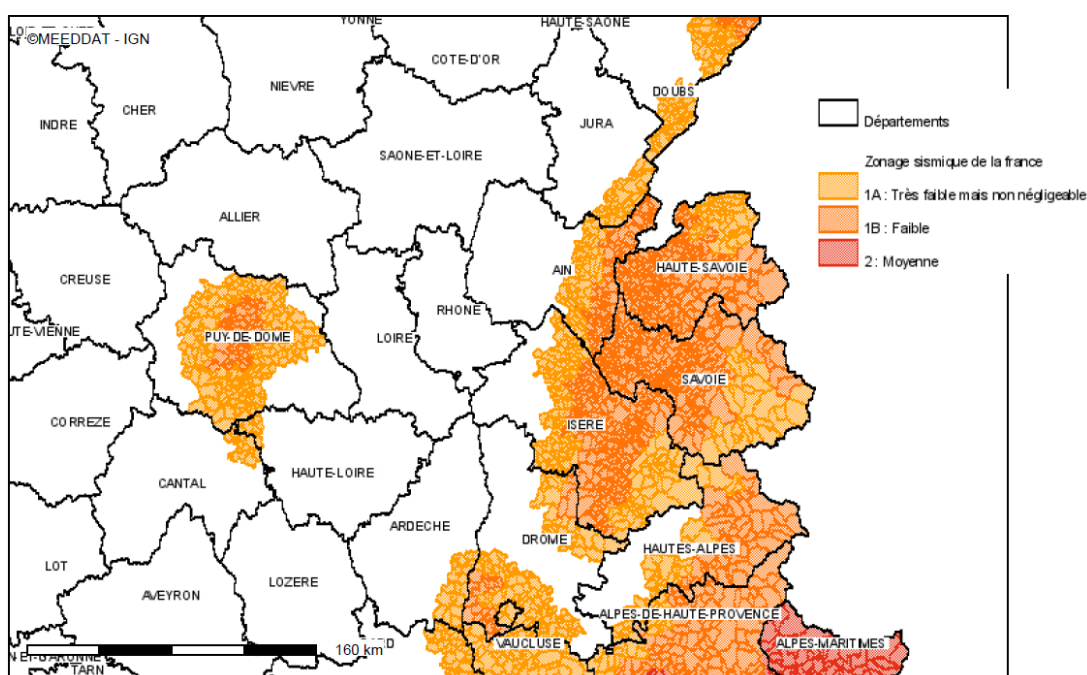 HAUTE-SAONE
YONNE
©MEEDDAT - IGN
COTE-D'OR
NIEVRE
DOUBS
CHER
INDRE
JURA
Départements
SAONE-ET-LOIRE
Zonage sismique de la france
1A : Très faible mais non négligeable
ALLIER
1B : Faible
2 : Moyenne
AIN
HAUTE-SAVOIE
CREUSE
RHONE
UTE-VIENNE
PUY-DE-DOME
LOIRE
SAVOIE
CORREZE
ISERE
HAUTE-LOIRE
CANTAL
ARDECHE
DROME
HAUTES-ALPES
LOT
LOZERE
AVEYRON
ALPES-DE-HAUTE-PROVENCE
VAUCLUSE
ALPES-MARITIMES
160 km
TARN